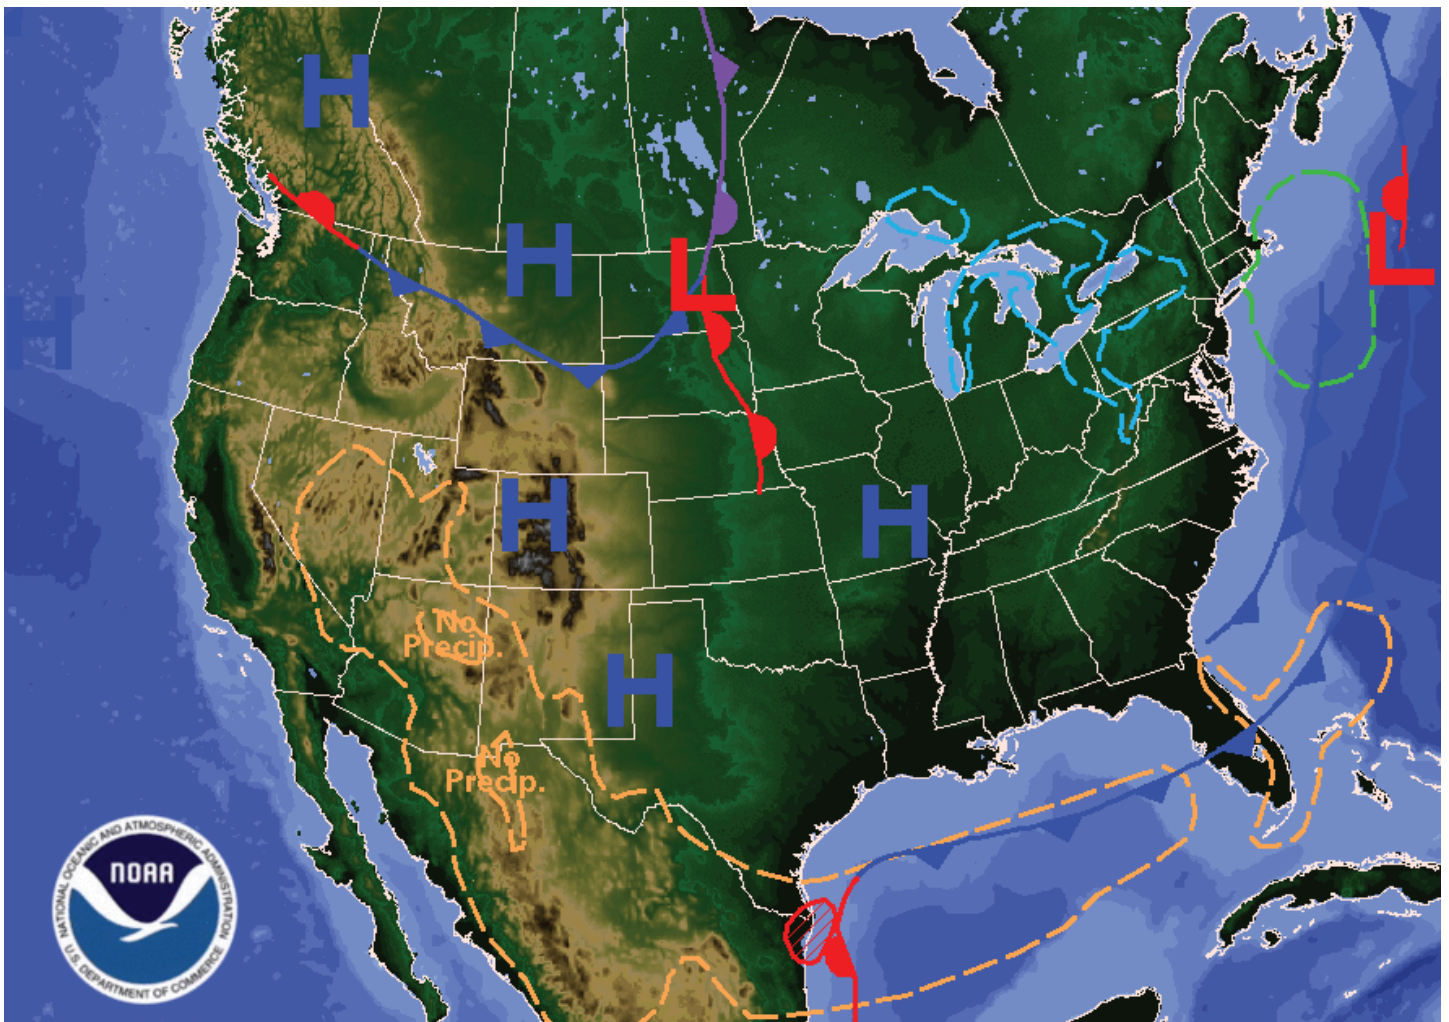 H
H
L
L
H
H
H
No
Precip.
H
No
Precip.
NATIONAL OCEANIC AND ATMOSPHERIC ADMINISTRATION
NOAA
U.S. DEPARTMENT OF COMMERCE